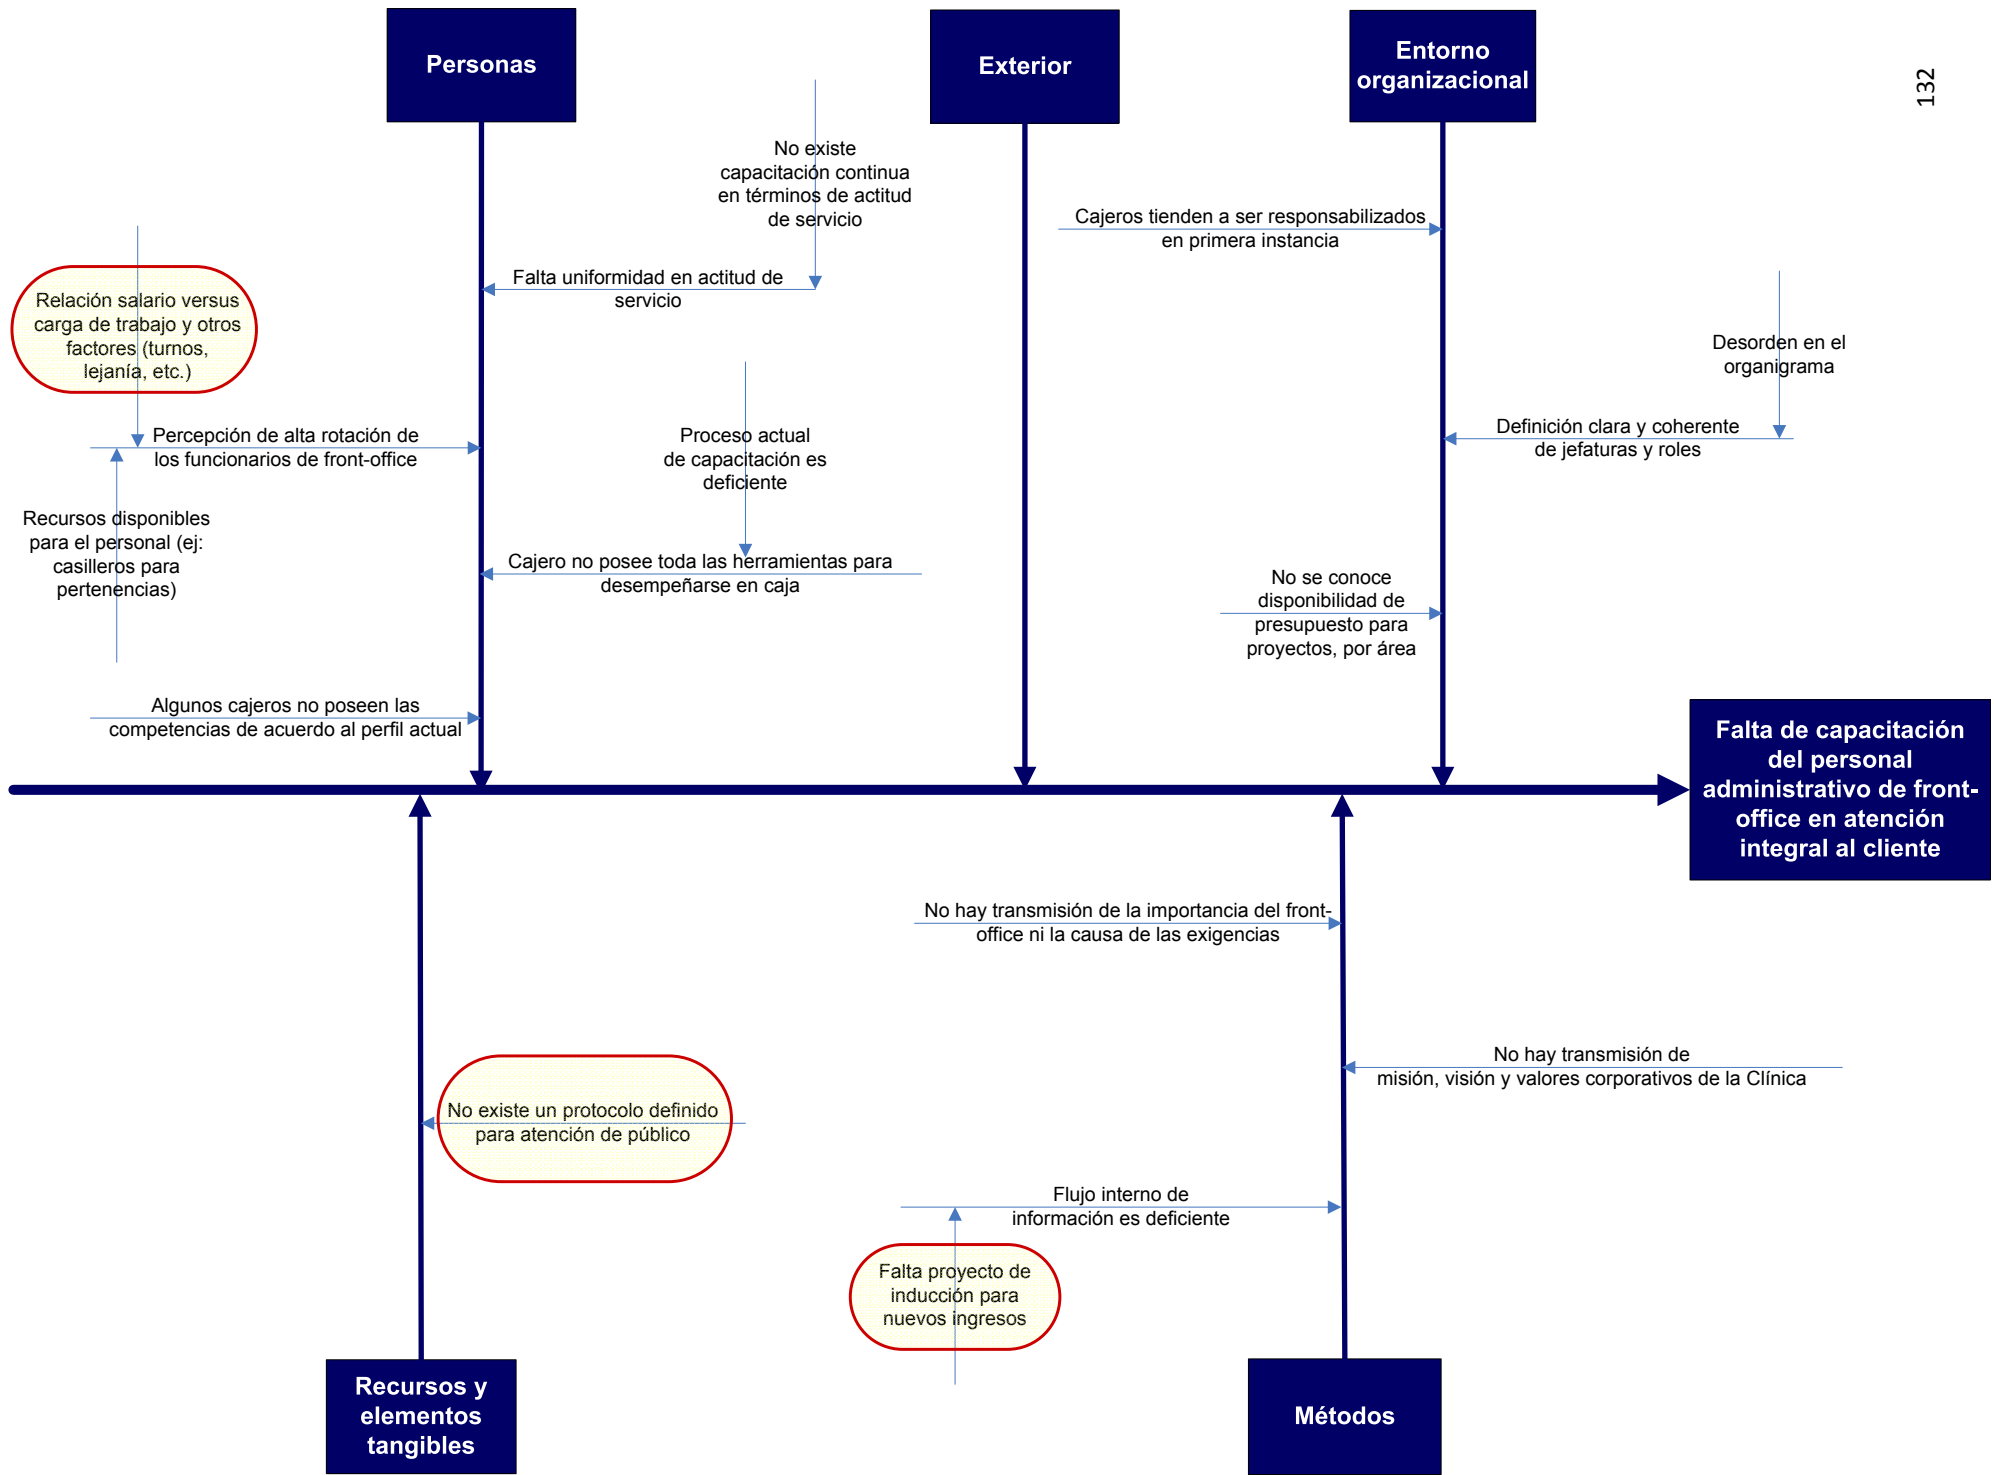 Personas
Exterior
Entorno
organizacional
132
No existe
capacitación continua
en términos de actitud
de servicio
Cajeros tienden a ser responsabilizados
en primera instancia
Falta uniformidad en actitud de
servicio
Relación salario versus
carga de trabajo y otros
factores (turnos,
lejanía, etc.)
Desorden en el
organigrama
Percepción de alta rotación de
los funcionarios de front-office
Proceso actual
de capacitación es
deficiente
Definición clara y coherente
de jefaturas y roles
Recursos disponibles
para el personal (ej:
casilleros para
pertenencias)
Cajero no posee toda las herramientas para
desempeñarse en caja
No se conoce
disponibilidad de
presupuesto para
proyectos, por área
Algunos cajeros no poseen las
competencias de acuerdo al perfil actual
Falta de capacitación
del personal
administrativo de front-
office en atención
integral al cliente
No hay transmisión de la importancia del front-
office ni la causa de las exigencias
No hay transmisión de
misión, visión y valores corporativos de la Clínica
No existe un protocolo definido
para atención de público
Flujo interno de
información es deficiente
Falta proyecto de
inducción para
nuevos ingresos
Recursos y
elementos
tangibles
Métodos